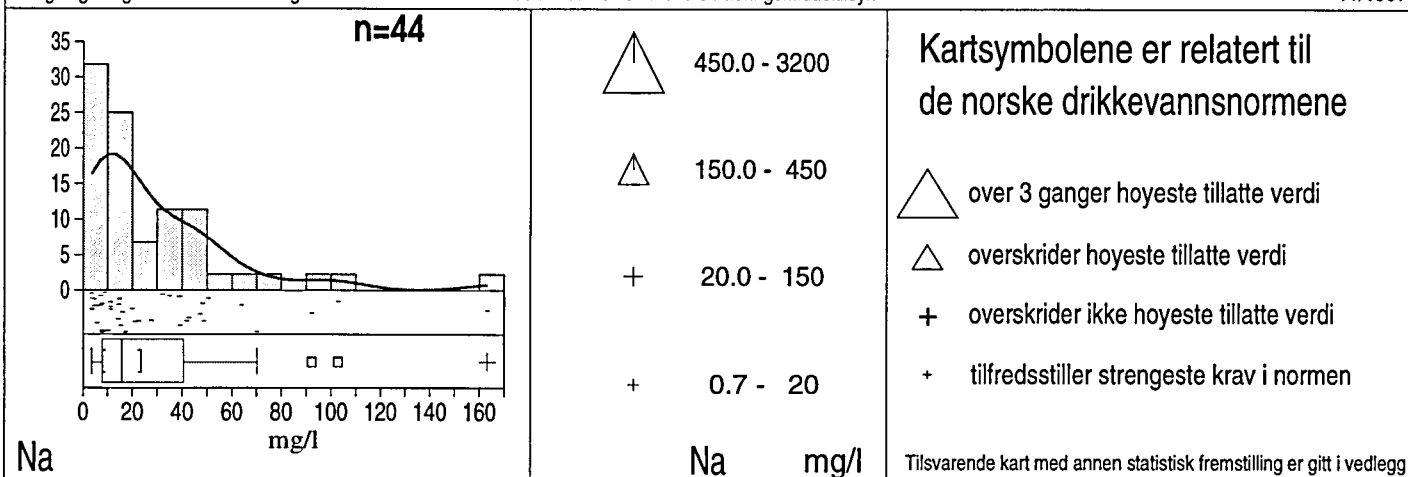 n=44
35
30
25
20
15
10
5
0
0 20 40 60 80 100 120 140 160
mg/l
Na
450.0 - 3200
150.0 - 450
20.0 - 150
0.7 - 20
Na mg/l
Kartsymbolene er relatert til
de norske drikkevannsnormene
over 3 ganger hoyeste tillatte verdi
overskrider hoyeste tillatte verdi
overskrider ikke hoyeste tillatte verdi
tilfredsstiller strengeste krav i normen
Tilsvarende kart med annen statistisk fremstilling er gitt i vedlegg